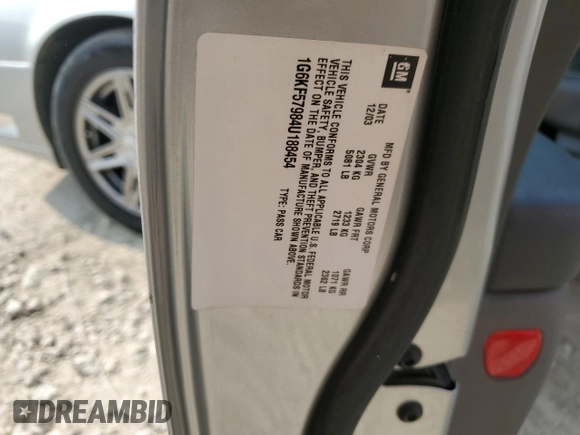 GM
MFD BY GENERAL MOTORS CORP
DATE GVWR GAWR FRT GAWR RR
12/03 2304 KG 1233 KG 1071 KG
5081 LB 2719 LB 2362 LB
THIS VEHICLE CONFORMS TO ALL APPLICABLE U.S. FEDERAL MOTOR
VEHICLE SAFETY, BUMPER, AND THEFT PREVENTION STANDARDS IN
EFFECT ON THE DATE OF MANUFACTURE SHOWN ABOVE.
1G6KF57984U188454 TYPE: PASS CAR
DREAMBID